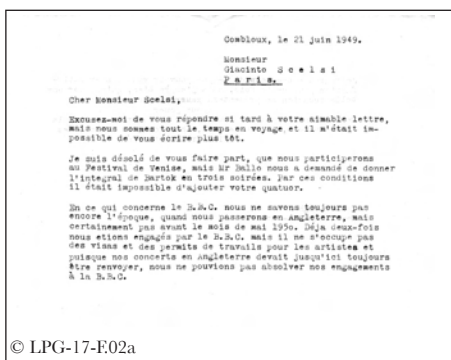 Combloux, le 21 juin 1949.
Monsieur
Giacinto S c e l s i
P a r i s.
Cher Monsieur Scelsi,
Excusez-moi de vous répondre si tard à votre aimable lettre,
mais nous sommes tout le temps en voyage et il m'était im-
possible de vous écrire plus tôt.
Je suis désolé de vous faire part, que nous participerons
au Festival de Venise, mais Mr Ballo nous a demandé de donner
l'integral de Bartok en trois soirées. Par ces conditions
il était impossible d'ajouter votre quatuor.
En ce qui concerne le B.B.C. nous ne savons toujours pas
encore l'époque, quand nous passerons en Angleterre, mais
certainement pas avant le mois de mai 195o. Déja deux-fois
nous etions engagés par le B.B.C. mais il ne s'occupe pas
des visas et des permits de travails pour les artistes et
puisque nos concerts en Angleterre devait jusqu'ici toujours
être renvoyer, nous ne pouvions pas absolver nos engagements
à la B.B.C.
© LPG-17-F.02a